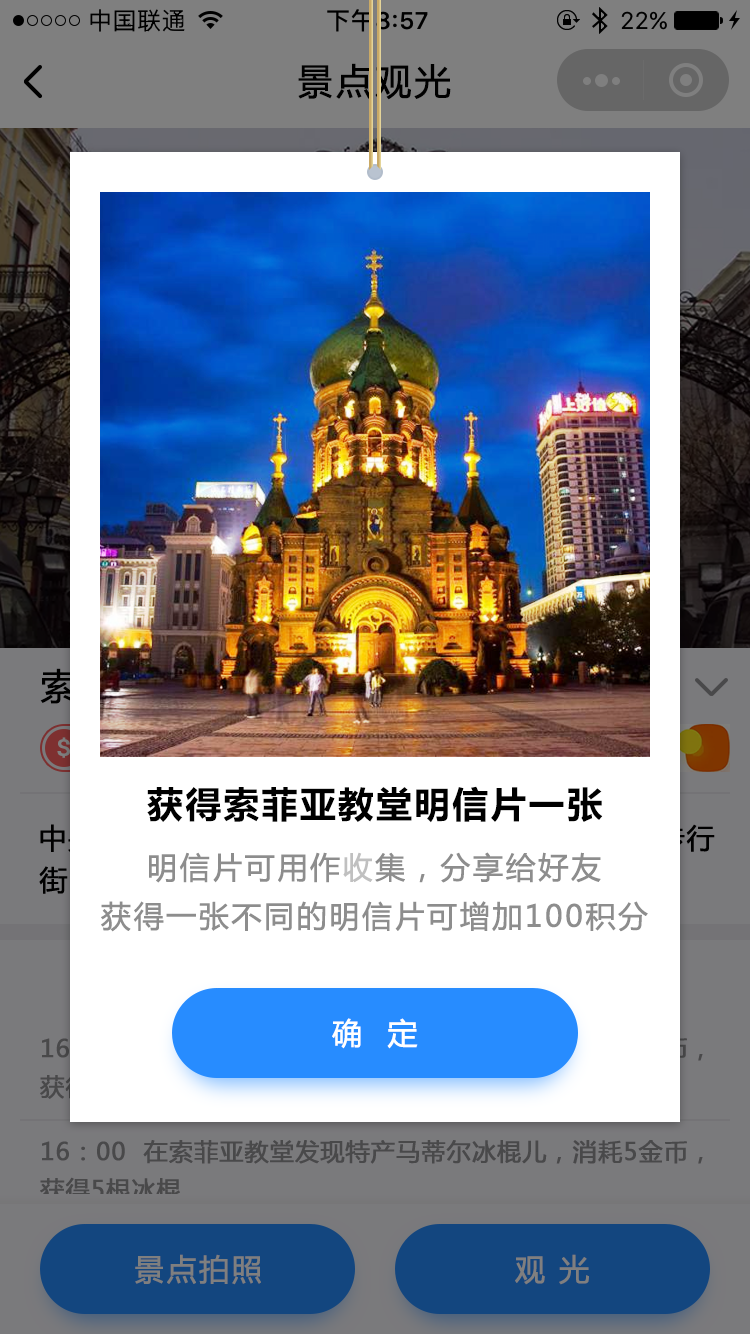 中国联通
下午3:57
22%
景点观光
上好佳
获得索菲亚教堂明信片一张
明信片可用作收集，分享给好友
获得一张不同的明信片可增加100积分
确 定
索
$
中
步行
街
16
，
获
16：00 在索菲亚教堂发现特产马蒂尔冰棍儿，消耗5金币，
获得5根冰棍
景点拍照
观 光